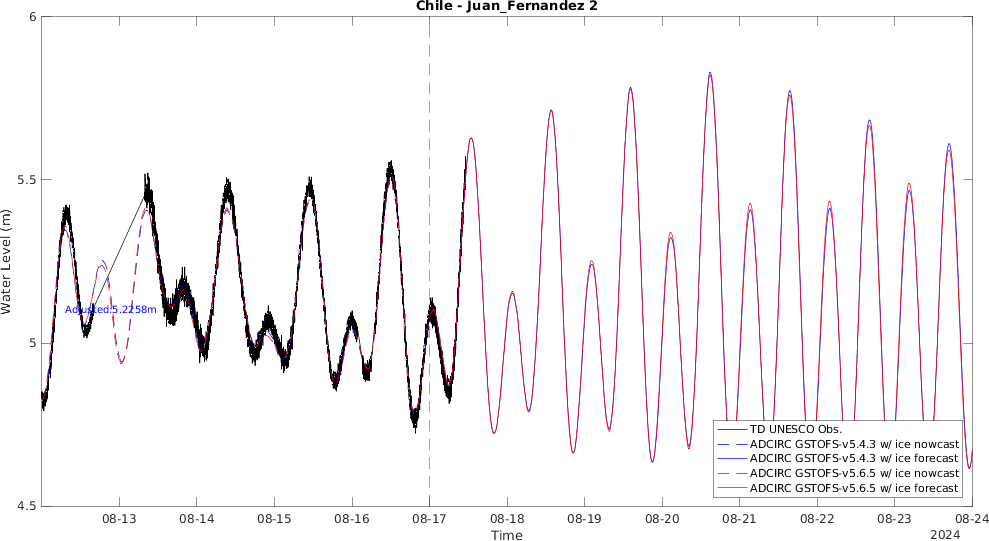 Chile - Juan_Fernandez 2
6
5.5
5
4.5
Water Level (m)
Adjusted:5.2258m
TD UNESCO Obs.
ADCIRC GSTOFS-v5.4.3 w/ ice nowcast
ADCIRC GSTOFS-v5.4.3 w/ ice forecast
ADCIRC GSTOFS-v5.6.5 w/ ice nowcast
ADCIRC GSTOFS-v5.6.5 w/ ice forecast
08-13 08-14 08-15 08-16 08-17 08-18 08-19 08-20 08-21 08-22 08-23 08-24
Time
2024